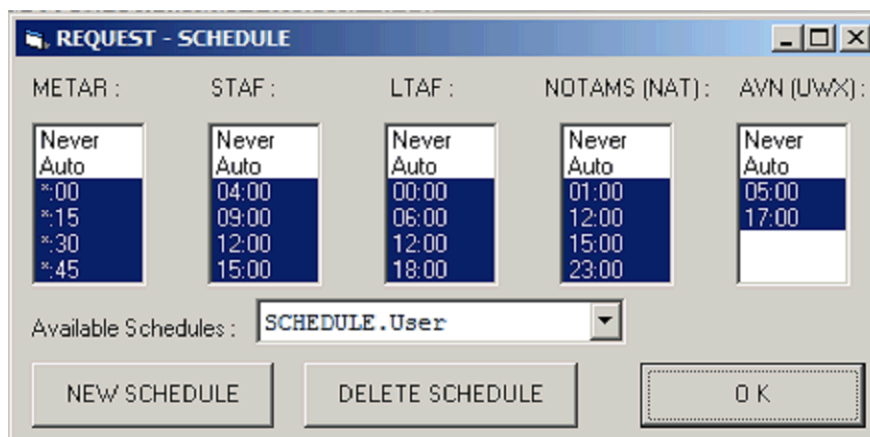 REQUEST - SCHEDULE
METAR : STAF : LTAF : NOTAMS (NAT) : AVN (UWX) :
Never Never Never Never Never
Auto Auto Auto Auto Auto
*:00 04:00 00:00 01:00 05:00
*:15 09:00 06:00 12:00 17:00
*:30 12:00 12:00 15:00
*:45 15:00 18:00 23:00
Available Schedules : SCHEDULE.User
NEW SCHEDULE DELETE SCHEDULE O K